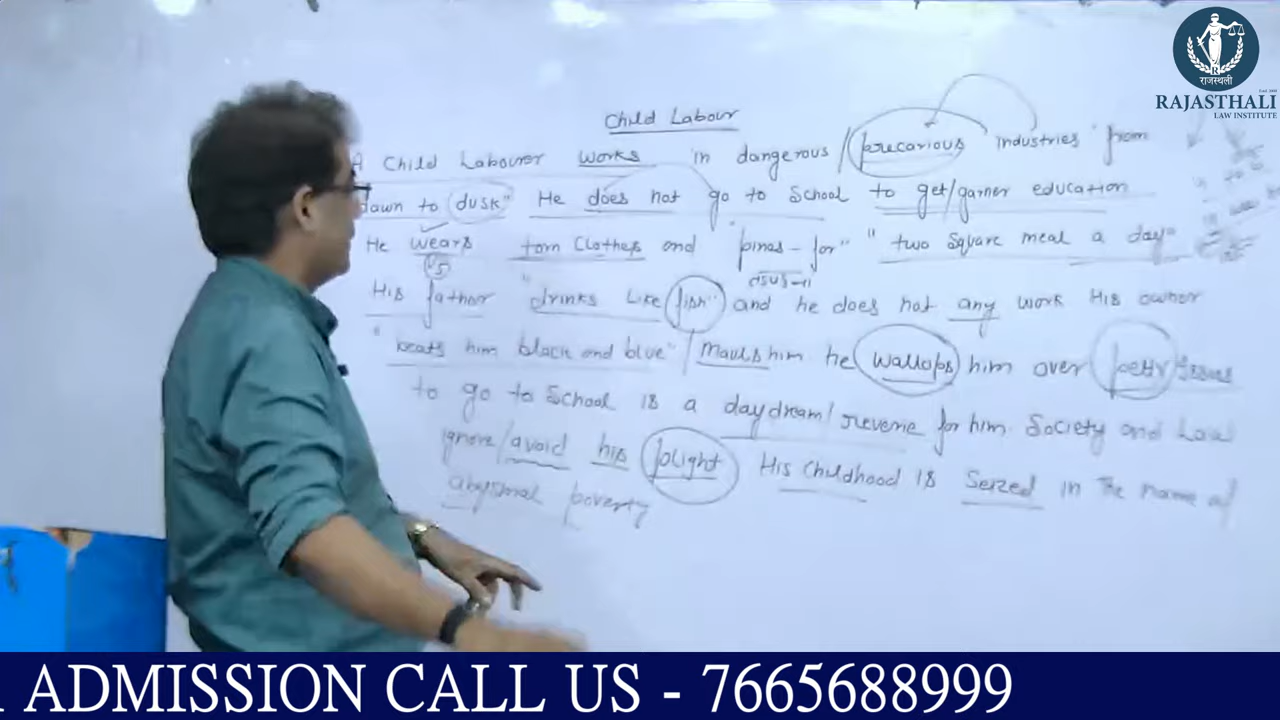 राजस्थली
RAJASTHALI
LAW INSTITUTE
Child Labour
A Child Labourer works in dangerous / precarious industries from
dawn to dusk" He does not go to School to get/garner education
He wears torn clothes and "pines-for" "two square meal a day"
His father "drinks like fish" and he does not any work His owner
"beats him black and blue" / Mauls him he wallops him over petty issues
to go to School is a daydream/ reverie for him. Society and Law
ignore/avoid his plight His childhood is Seized in the name of
abysmal poverty
ADMISSION CALL US - 7665688999